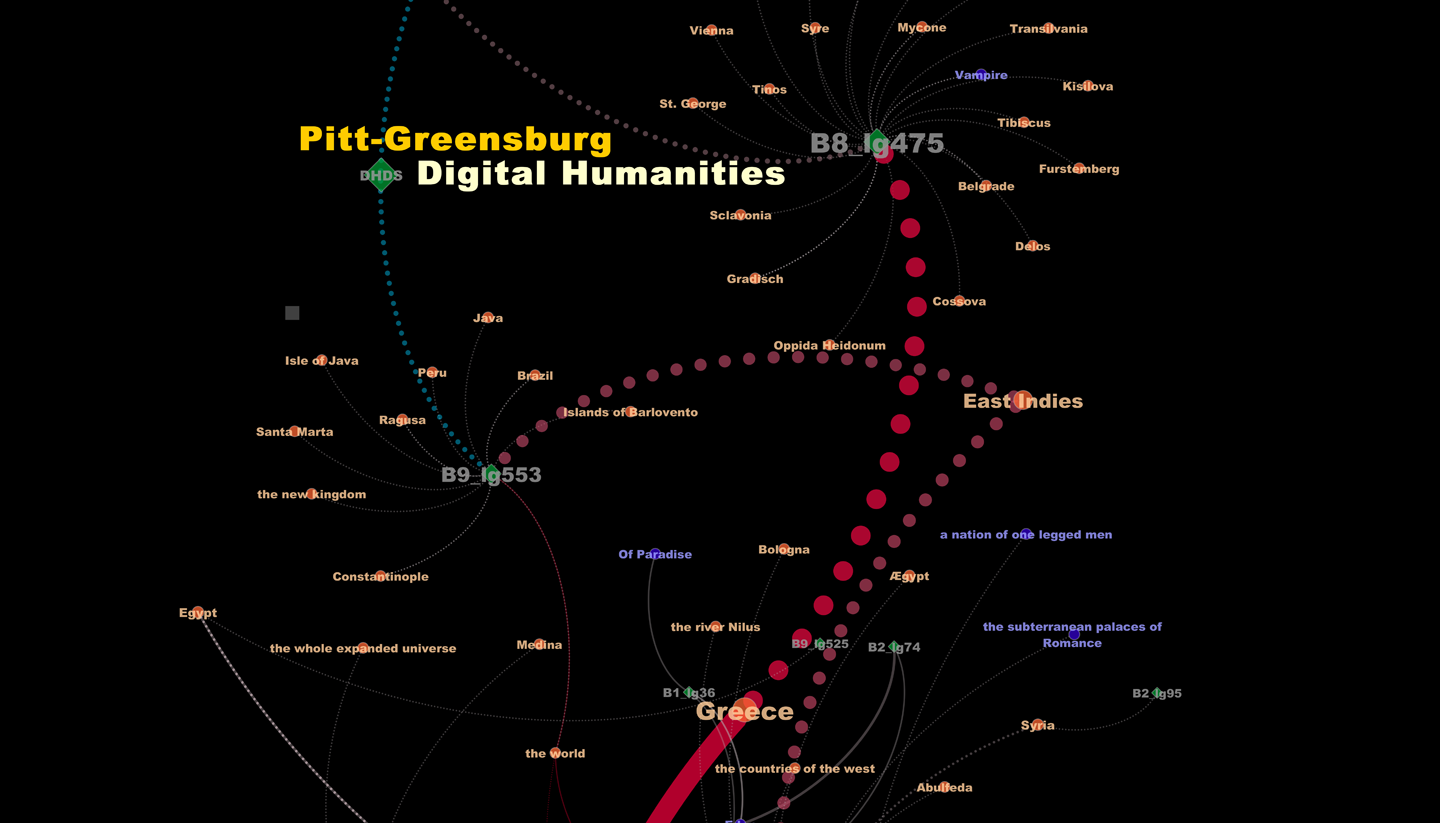 Vienna
Syre
Mycone
Transilvania
Vampire
Kisilova
Tinos
St. George
Tibiscus
Pitt-Greensburg
B8_lg475
Furstemberg
DHDS
Digital Humanities
Belgrade
Sclavonia
Delos
Gradisch
Cossova
Java
Oppida Heidonum
Isle of Java
Peru
Brazil
East Indies
Islands of Barlovento
Ragusa
Santa Marta
B9_lg553
the new kingdom
a nation of one legged men
Of Paradise
Bologna
Constantinople
Ægypt
Egypt
the river Nilus
the subterranean palaces of
Romance
the whole expanded universe
Medina
B9_lg525
B2_lg74
B1_lg36
B2_lg95
Greece
Syria
the world
the countries of the west
Abulfeda